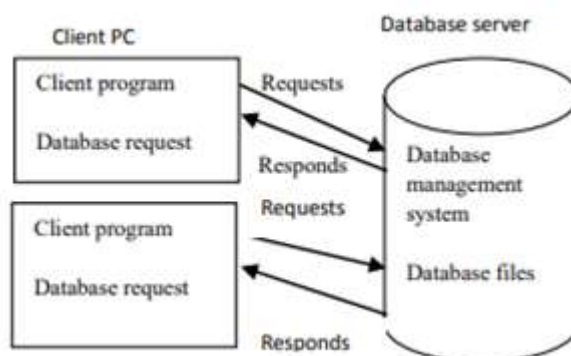 Client PC
Database server
Client program
Database request
Requests
Responds
Requests
Client program
Database request
Responds
Database
management
system
Database files